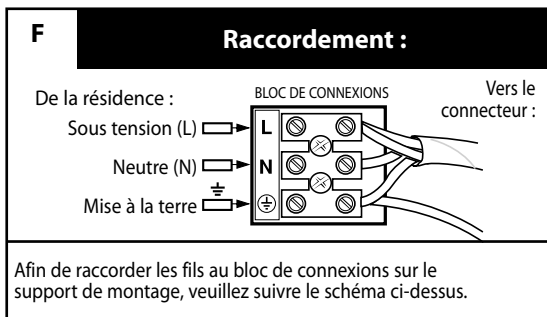 F
Raccordement :
De la résidence :
BLOC DE CONNEXIONS
Vers le
connecteur :
Sous tension (L)
L
Neutre (N)
N
Mise à la terre
Afin de raccorder les fils au bloc de connexions sur le
support de montage, veuillez suivre le schéma ci-dessus.